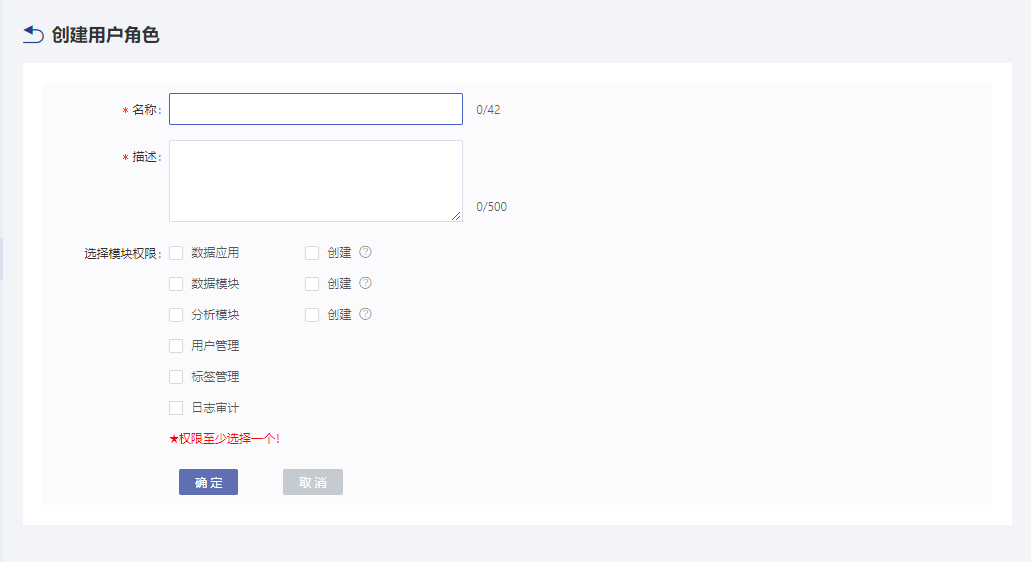 创建用户角色
* 名称: 0/42
* 描述: 0/500
选择模块权限: 数据应用 创建 ?
数据模块 创建 ?
分析模块 创建 ?
用户管理
标签管理
日志审计
★权限至少选择一个!
确 定 取 消